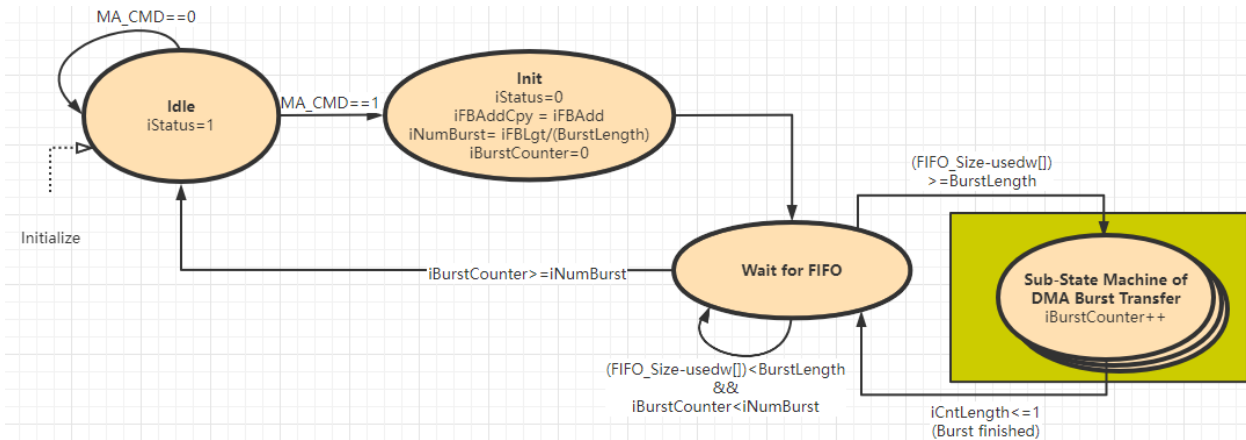 MA_CMD==0
Idle
iStatus=1
MA_CMD==1
Init
iStatus=0
iFBAddCpy = iFBAdd
iNumBurst= iFBLgt/(BurstLength)
iBurstCounter=0
(FIFO_Size-usedw[])
>=BurstLength
Initialize
iBurstCounter>=iNumBurst
Wait for FIFO
Sub-State Machine of
DMA Burst Transfer
iBurstCounter++
(FIFO_Size-usedw[])<BurstLength
&&
iBurstCounter<iNumBurst
iCntLength<=1
(Burst finished)